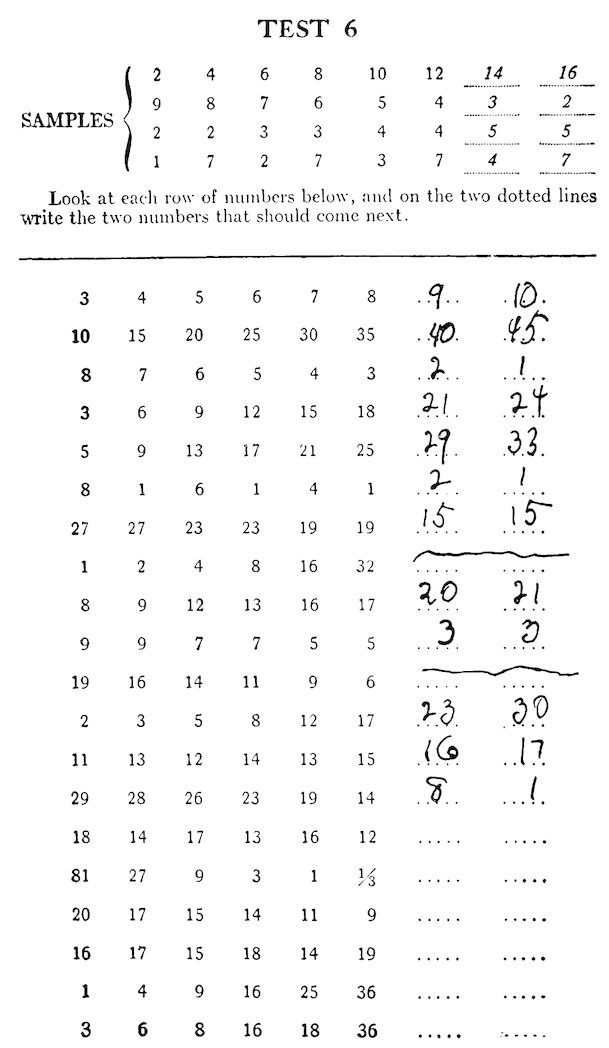 TEST 6
2 4 6 8 10 12 14 16
9 8 7 6 5 4 3 2
SAMPLES
2 2 3 3 4 4 5 5
1 7 2 7 3 7 4 7
Look at each row of numbers below, and on the two dotted lines
write the two numbers that should come next.
3 4 5 6 7 8 9 10
10 15 20 25 30 35 40 45
8 7 6 5 4 3 2 1
3 6 9 12 15 18 21 24
5 9 13 17 21 25 29 33
8 1 6 1 4 1 2 1
27 27 23 23 19 19 15 15
1 2 4 8 16 32
8 9 12 13 16 17 20 21
9 9 7 7 5 5 3 3
19 16 14 11 9 6
2 3 5 8 12 17 23 30
11 13 12 14 13 15 16 17
29 28 26 23 19 14 8 1
18 14 17 13 16 12
81 27 9 3 1 1/3
20 17 15 14 11 9
16 17 15 18 14 19
1 4 9 16 25 36
3 6 8 16 18 36